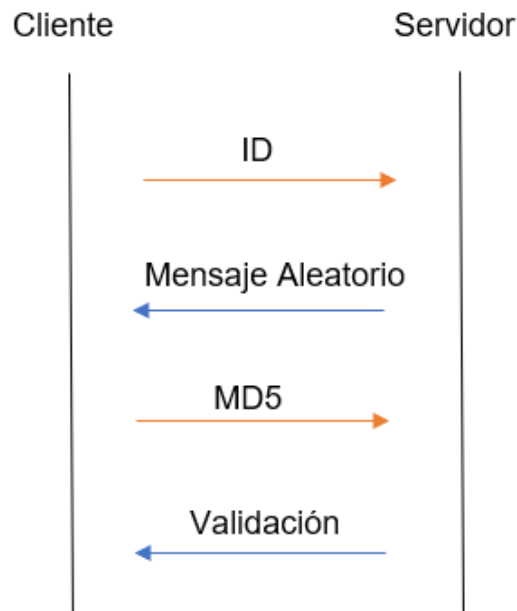 Cliente
Servidor
ID
Mensaje Aleatorio
MD5
Validación